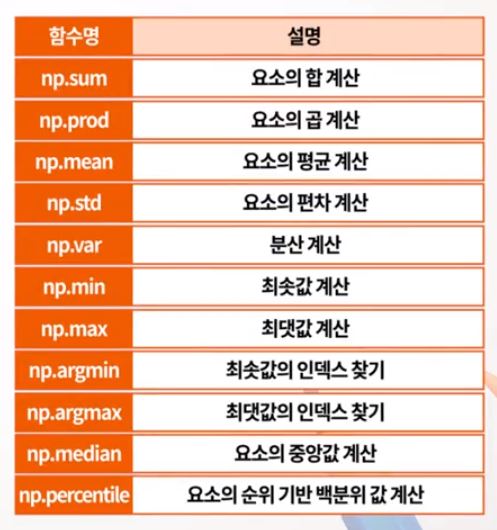 함수명 설명
np.sum 요소의 합 계산
np.prod 요소의 곱 계산
np.mean 요소의 평균 계산
np.std 요소의 편차 계산
np.var 분산 계산
np.min 최솟값 계산
np.max 최댓값 계산
np.argmin 최솟값의 인덱스 찾기
np.argmax 최댓값의 인덱스 찾기
np.median 요소의 중앙값 계산
np.percentile 요소의 순위 기반 백분위 값 계산